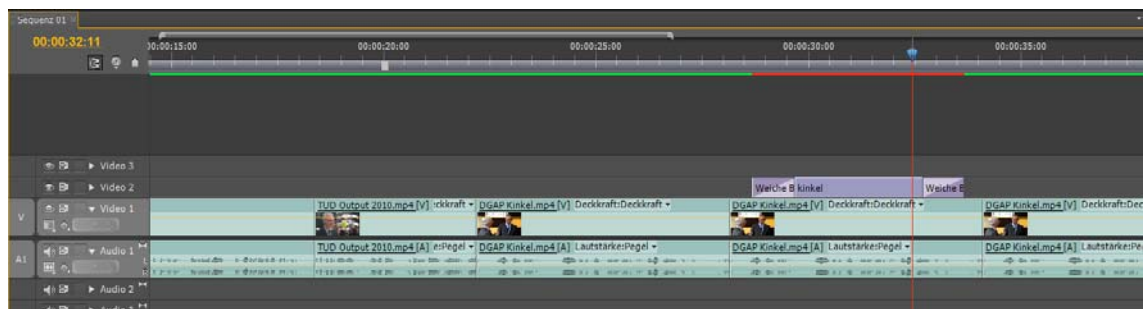 Sequenz 01
00:00:32:11
00:00:15:00 00:00:20:00 00:00:25:00 00:00:30:00 00:00:35:00
Video 3
Video 2 Weiche B kinkel Weiche B
V Video 1 TUD Output 2010.mp4 [V] :ckkraft DGAP Kinkel.mp4 [V] Deckkraft:Deckkraft DGAP Kinkel.mp4 [V] Deckkraft:Deckkraft DGAP Kinkel.mp4 [V] Deckkraft:Dec
A1 Audio 1 TUD Output 2010.mp4 [A] e:Pegel DGAP Kinkel.mp4 [A] Lautstärke:Pegel DGAP Kinkel.mp4 [A] Lautstärke:Pegel DGAP Kinkel.mp4 [A] Lautstärke:Pe
Audio 2